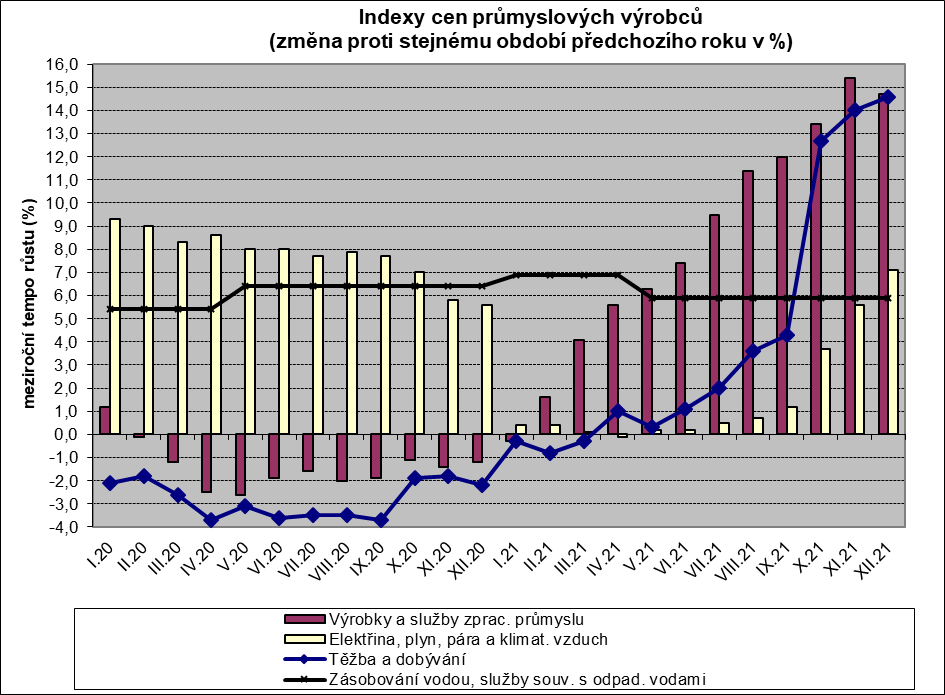 Indexy cen průmyslových výrobců
(změna proti stejnému období předchozího roku v %)
meziroční tempo růstu (%)
16,0
15,0
14,0
13,0
12,0
11,0
10,0
9,0
8,0
7,0
6,0
5,0
4,0
3,0
2,0
1,0
0,0
-1,0
-2,0
-3,0
-4,0
I.20 II.20 III.20 IV.20 V.20 VI.20 VII.20 VIII.20 IX.20 X.20 XI.20 XII.20 I.21 II.21 III.21 IV.21 V.21 VI.21 VII.21 VIII.21 IX.21 X.21 XI.21 XII.21
Výrobky a služby zprac. průmyslu
Elektřina, plyn, pára a klimat. vzduch
Těžba a dobývání
Zásobování vodou, služby souv. s odpad. vodami